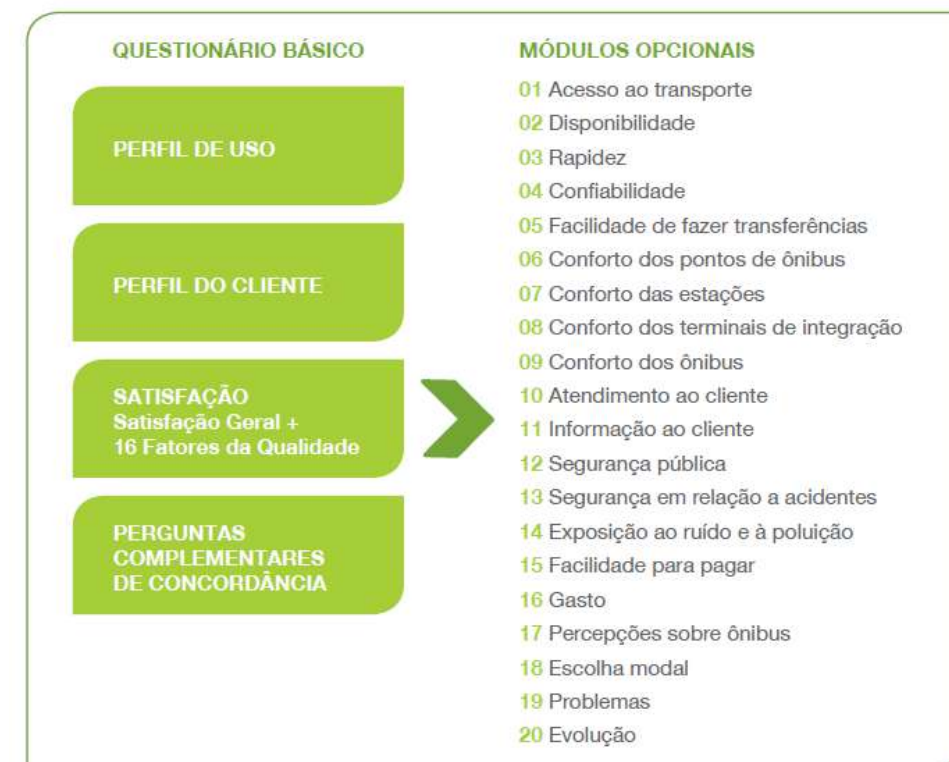 QUESTIONÁRIO BÁSICO
PERFIL DE USO
PERFIL DO CLIENTE
SATISFAÇÃO
Satisfação Geral +
16 Fatores da Qualidade
PERGUNTAS
COMPLEMENTARES
DE CONCORDÂNCIA
MÓDULOS OPCIONAIS
01 Acesso ao transporte
02 Disponibilidade
03 Rapidez
04 Confiabilidade
05 Facilidade de fazer transferências
06 Conforto dos pontos de ônibus
07 Conforto das estações
08 Conforto dos terminais de integração
09 Conforto dos ônibus
10 Atendimento ao cliente
11 Informação ao cliente
12 Segurança pública
13 Segurança em relação a acidentes
14 Exposição ao ruído e à poluição
15 Facilidade para pagar
16 Gasto
17 Percepções sobre ônibus
18 Escolha modal
19 Problemas
20 Evolução